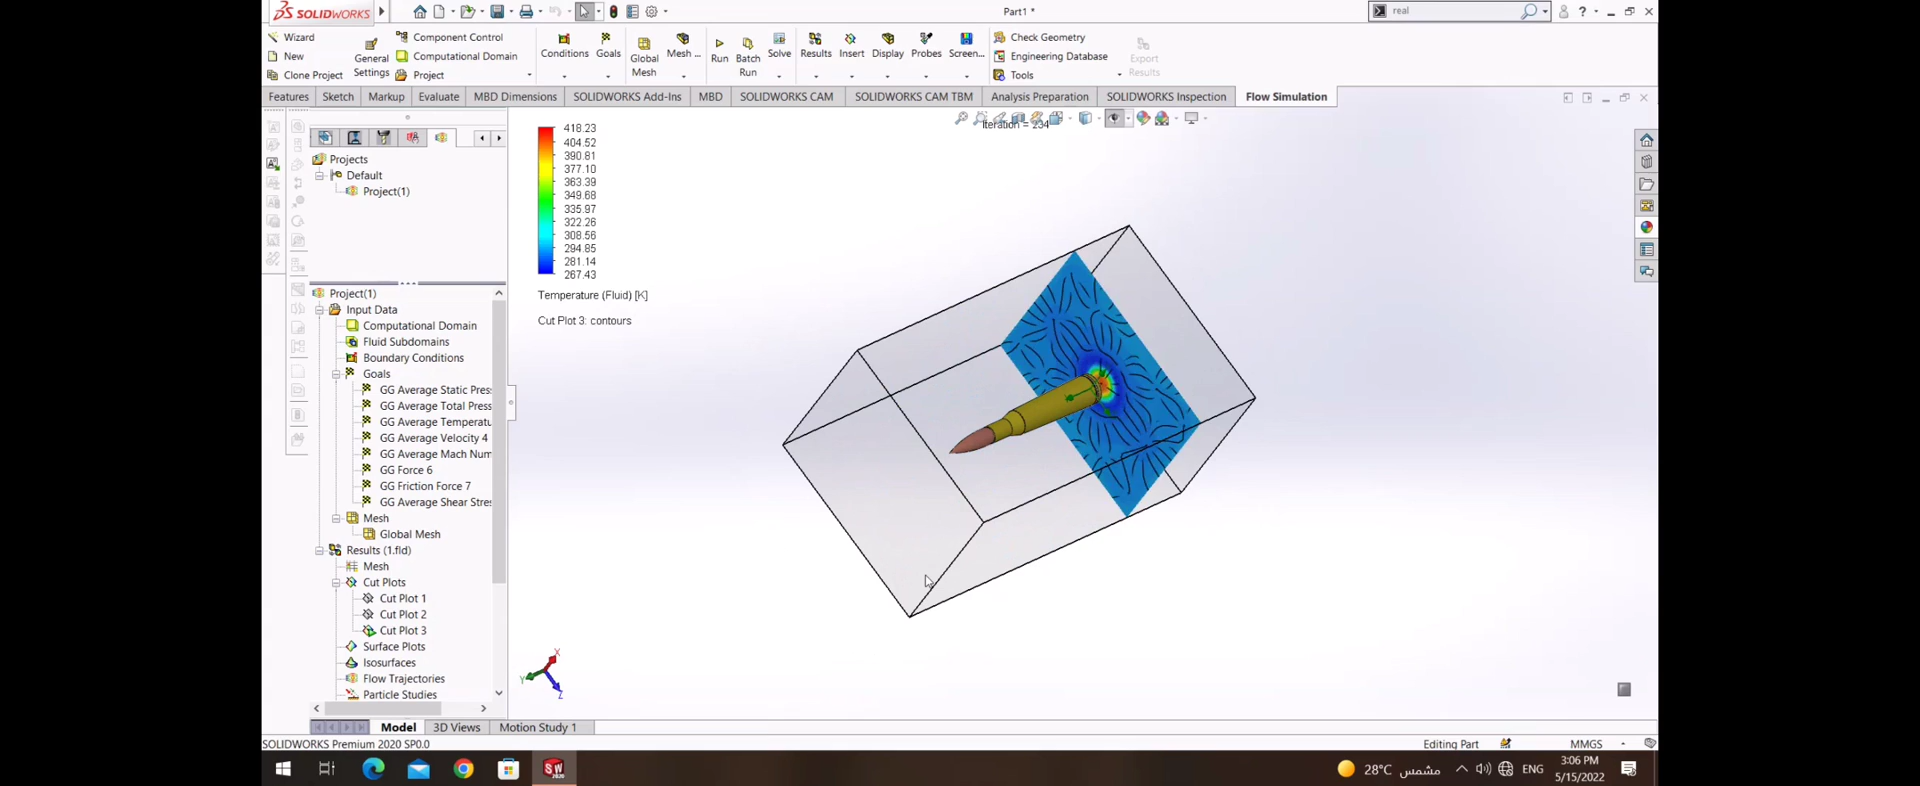 SOLIDWORKS
Part1 *
real
?
Wizard
New
Clone Project
General Settings
Component Control
Computational Domain
Project
Conditions
Goals
Global Mesh
Mesh ...
Run
Batch Run
Solve
Results
Insert
Display
Probes
Screen...
Check Geometry
Engineering Database
Tools
Export Results
Features
Sketch
Markup
Evaluate
MBD Dimensions
SOLIDWORKS Add-Ins
MBD
SOLIDWORKS CAM
SOLIDWORKS CAM TBM
Analysis Preparation
SOLIDWORKS Inspection
Flow Simulation
Iteration = 234
Projects
Default
Project(1)
Project(1)
Input Data
Computational Domain
Fluid Subdomains
Boundary Conditions
Goals
GG Average Static Pres
GG Average Total Pres
GG Average Temperatu
GG Average Velocity 4
GG Average Mach Num
GG Force 6
GG Friction Force 7
GG Average Shear Stres
Mesh
Global Mesh
Results (1.fld)
Mesh
Cut Plots
Cut Plot 1
Cut Plot 2
Cut Plot 3
Surface Plots
Isosurfaces
Flow Trajectories
Particle Studies
418.23
404.52
390.81
377.10
363.39
349.68
335.97
322.26
308.56
294.85
281.14
267.43
Temperature (Fluid) [K]
Cut Plot 3: contours
X
Y
Z
Model
3D Views
Motion Study 1
SOLIDWORKS Premium 2020 SP0.0
Editing Part
MMGS
28°C مشمس
ENG
3:06 PM
5/15/2022